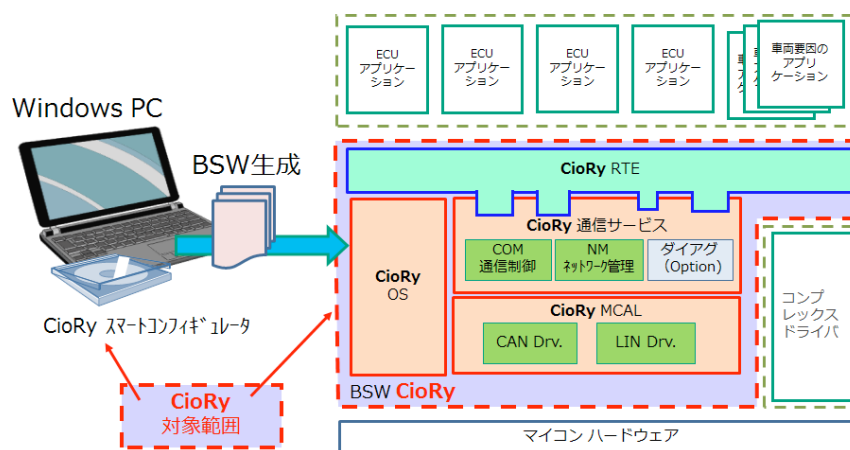 ECU
アプリケー
ション
ECU
アプリケー
ション
ECU
アプリケー
ション
ECU
アプリケー
ション
車両要因の
アプリ
ケーション
Windows PC
BSW生成
CioRy スマートコンフィギュレータ
CioRy
対象範囲
CioRy RTE
CioRy
OS
CioRy 通信サービス
COM
通信制御
NM
ネットワーク管理
ダイアグ
(Option)
CioRy MCAL
CAN Drv.
LIN Drv.
BSW CioRy
コンプ
レックス
ドライバ
マイコン ハードウェア